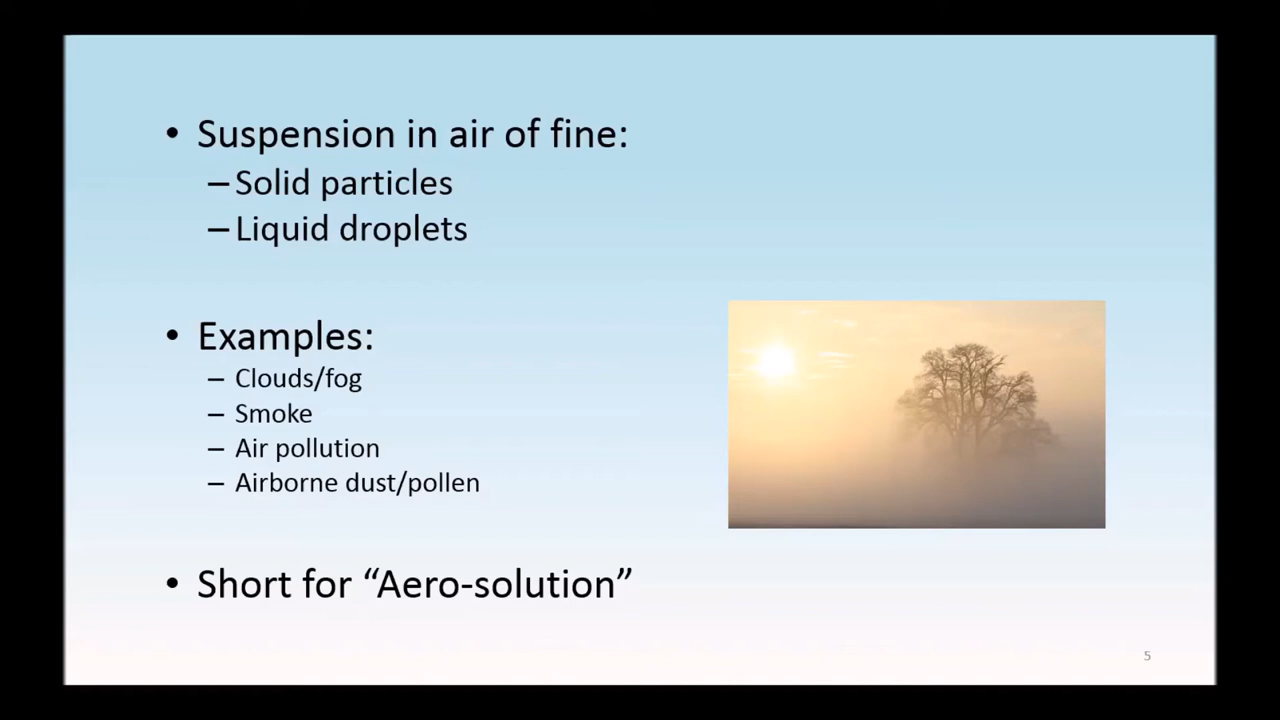 • Suspension in air of fine:
– Solid particles
– Liquid droplets
• Examples:
– Clouds/fog
– Smoke
– Air pollution
– Airborne dust/pollen
• Short for “Aero-solution”
5